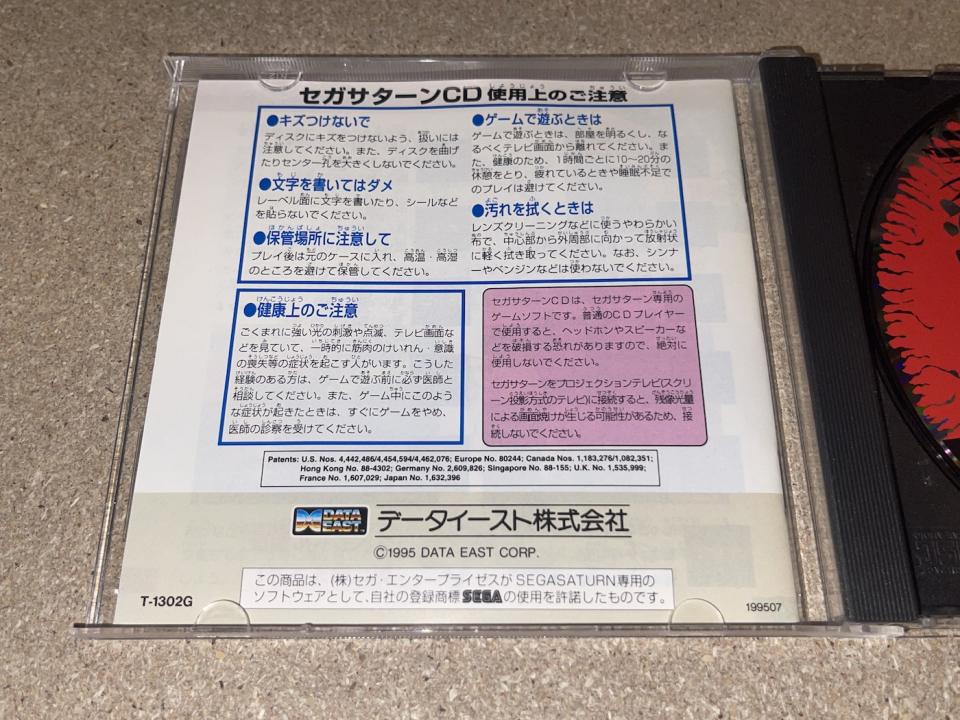 セガサターンCD使用上のご注意
●キズつけないで
ディスクにキズをつけないよう、扱いには
注意してください。また、ディスクを曲げ
たりセンター孔を大きくしないでください。
●文字を書いてはダメ
レーベル面に文字を書いたり、シールなど
を貼らないでください。
●保管場所に注意して
プレイ後は元のケースに入れ、高温・高湿
のところを避けて保管してください。
●ゲームで遊ぶときは
ゲームで遊ぶときは、部屋を明るくし、な
るべくテレビ画面から離れてください。ま
た、健康のため、1時間ごとに10〜20分の
休憩をとり、疲れているときや睡眠不足で
のプレイは避けてください。
●汚れを拭くときは
レンズクリーニングなどに使うやわらかい
布で、中心部から外周部に向かって放射状
に軽く拭き取ってください。なお、シンナ
ーやベンジンなどは使わないでください。
●健康上のご注意
ごくまれに強い光の刺激や点滅、テレビ画面な
どを見ていて、一時的に筋肉のけいれん・意識
の喪失等の症状を起こす人がいます。こうした
経験のある方は、ゲームで遊ぶ前に必ず医師と
相談してください。また、ゲーム中にこのよう
な症状が起きたときは、すぐにゲームをやめ、
医師の診察を受けてください。
セガサターンCDは、セガサターン専用の
ゲームソフトです。普通のCDプレイヤー
で使用すると、ヘッドホンやスピーカーな
どを破損する恐れがありますので、絶対に
使用しないでください。
セガサターンをプロジェクションテレビ(スクリ
ーン投影方式のテレビ)に接続すると、残像光量
による画面焼けが生じる可能性があるため、接
続しないでください。
Patents: U.S. Nos. 4,442,486/4,454,594/4,462,076; Europe No. 80244; Canada Nos. 1,183,276/1,082,351;
Hong Kong No. 88-4302; Germany No. 2,609,826; Singapore No. 88-155; U.K. No. 1,535,999;
France No. 1,607,029; Japan No. 1,632,396
DATA EAST データイースト株式会社
©1995 DATA EAST CORP.
この商品は、(株)セガ・エンタープライゼスがSEGASATURN専用の
ソフトウェアとして、自社の登録商標SEGAの使用を許諾したものです。
T-1302G
199507